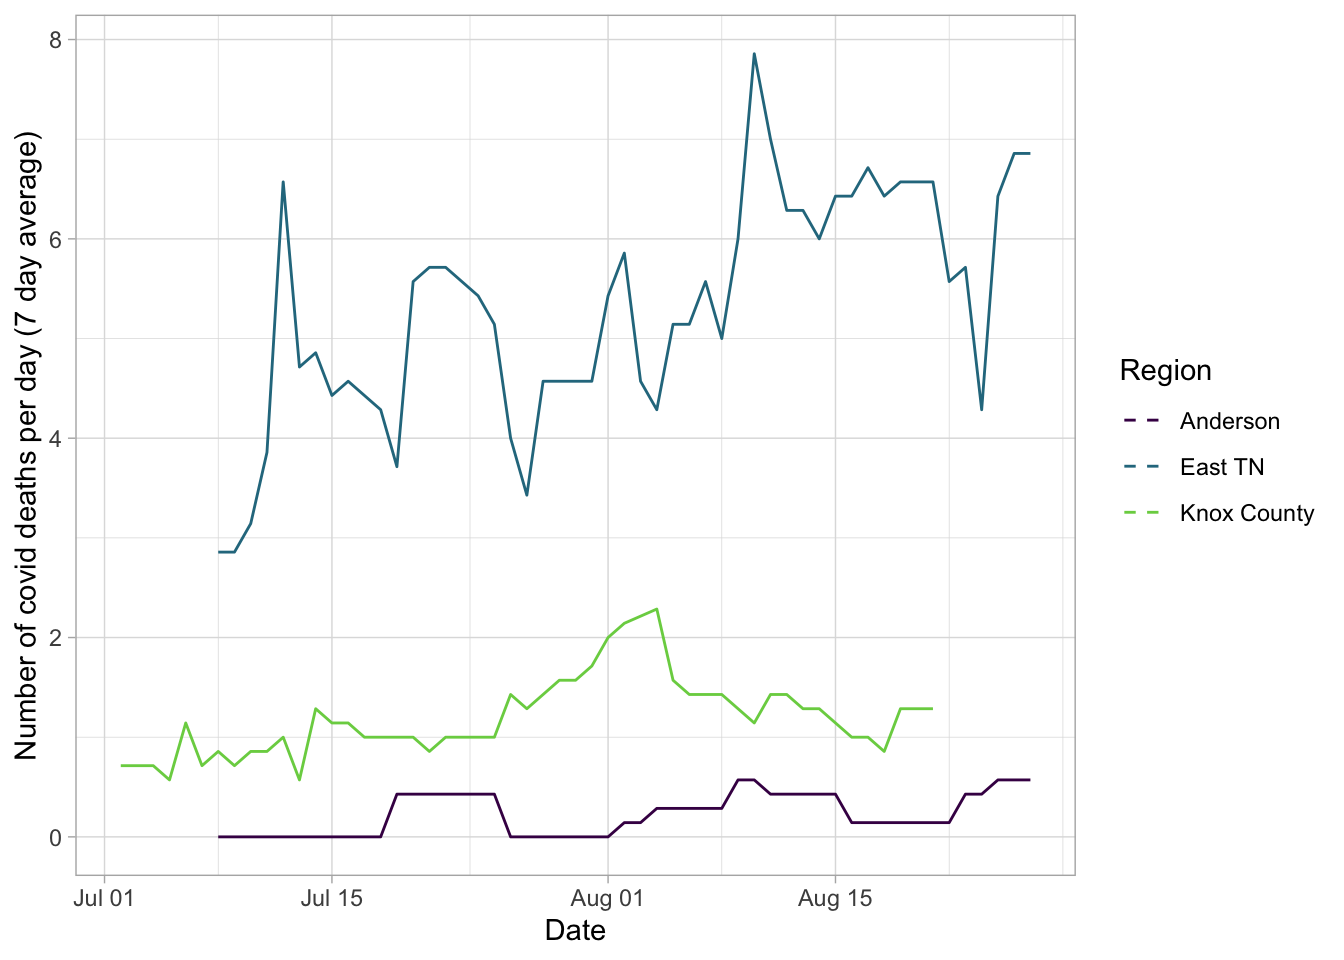 Number of covid deaths per day (7 day average)
8
6
4
2
0
Jul 01
Jul 15
Aug 01
Aug 15
Date
Region
Anderson
East TN
Knox County